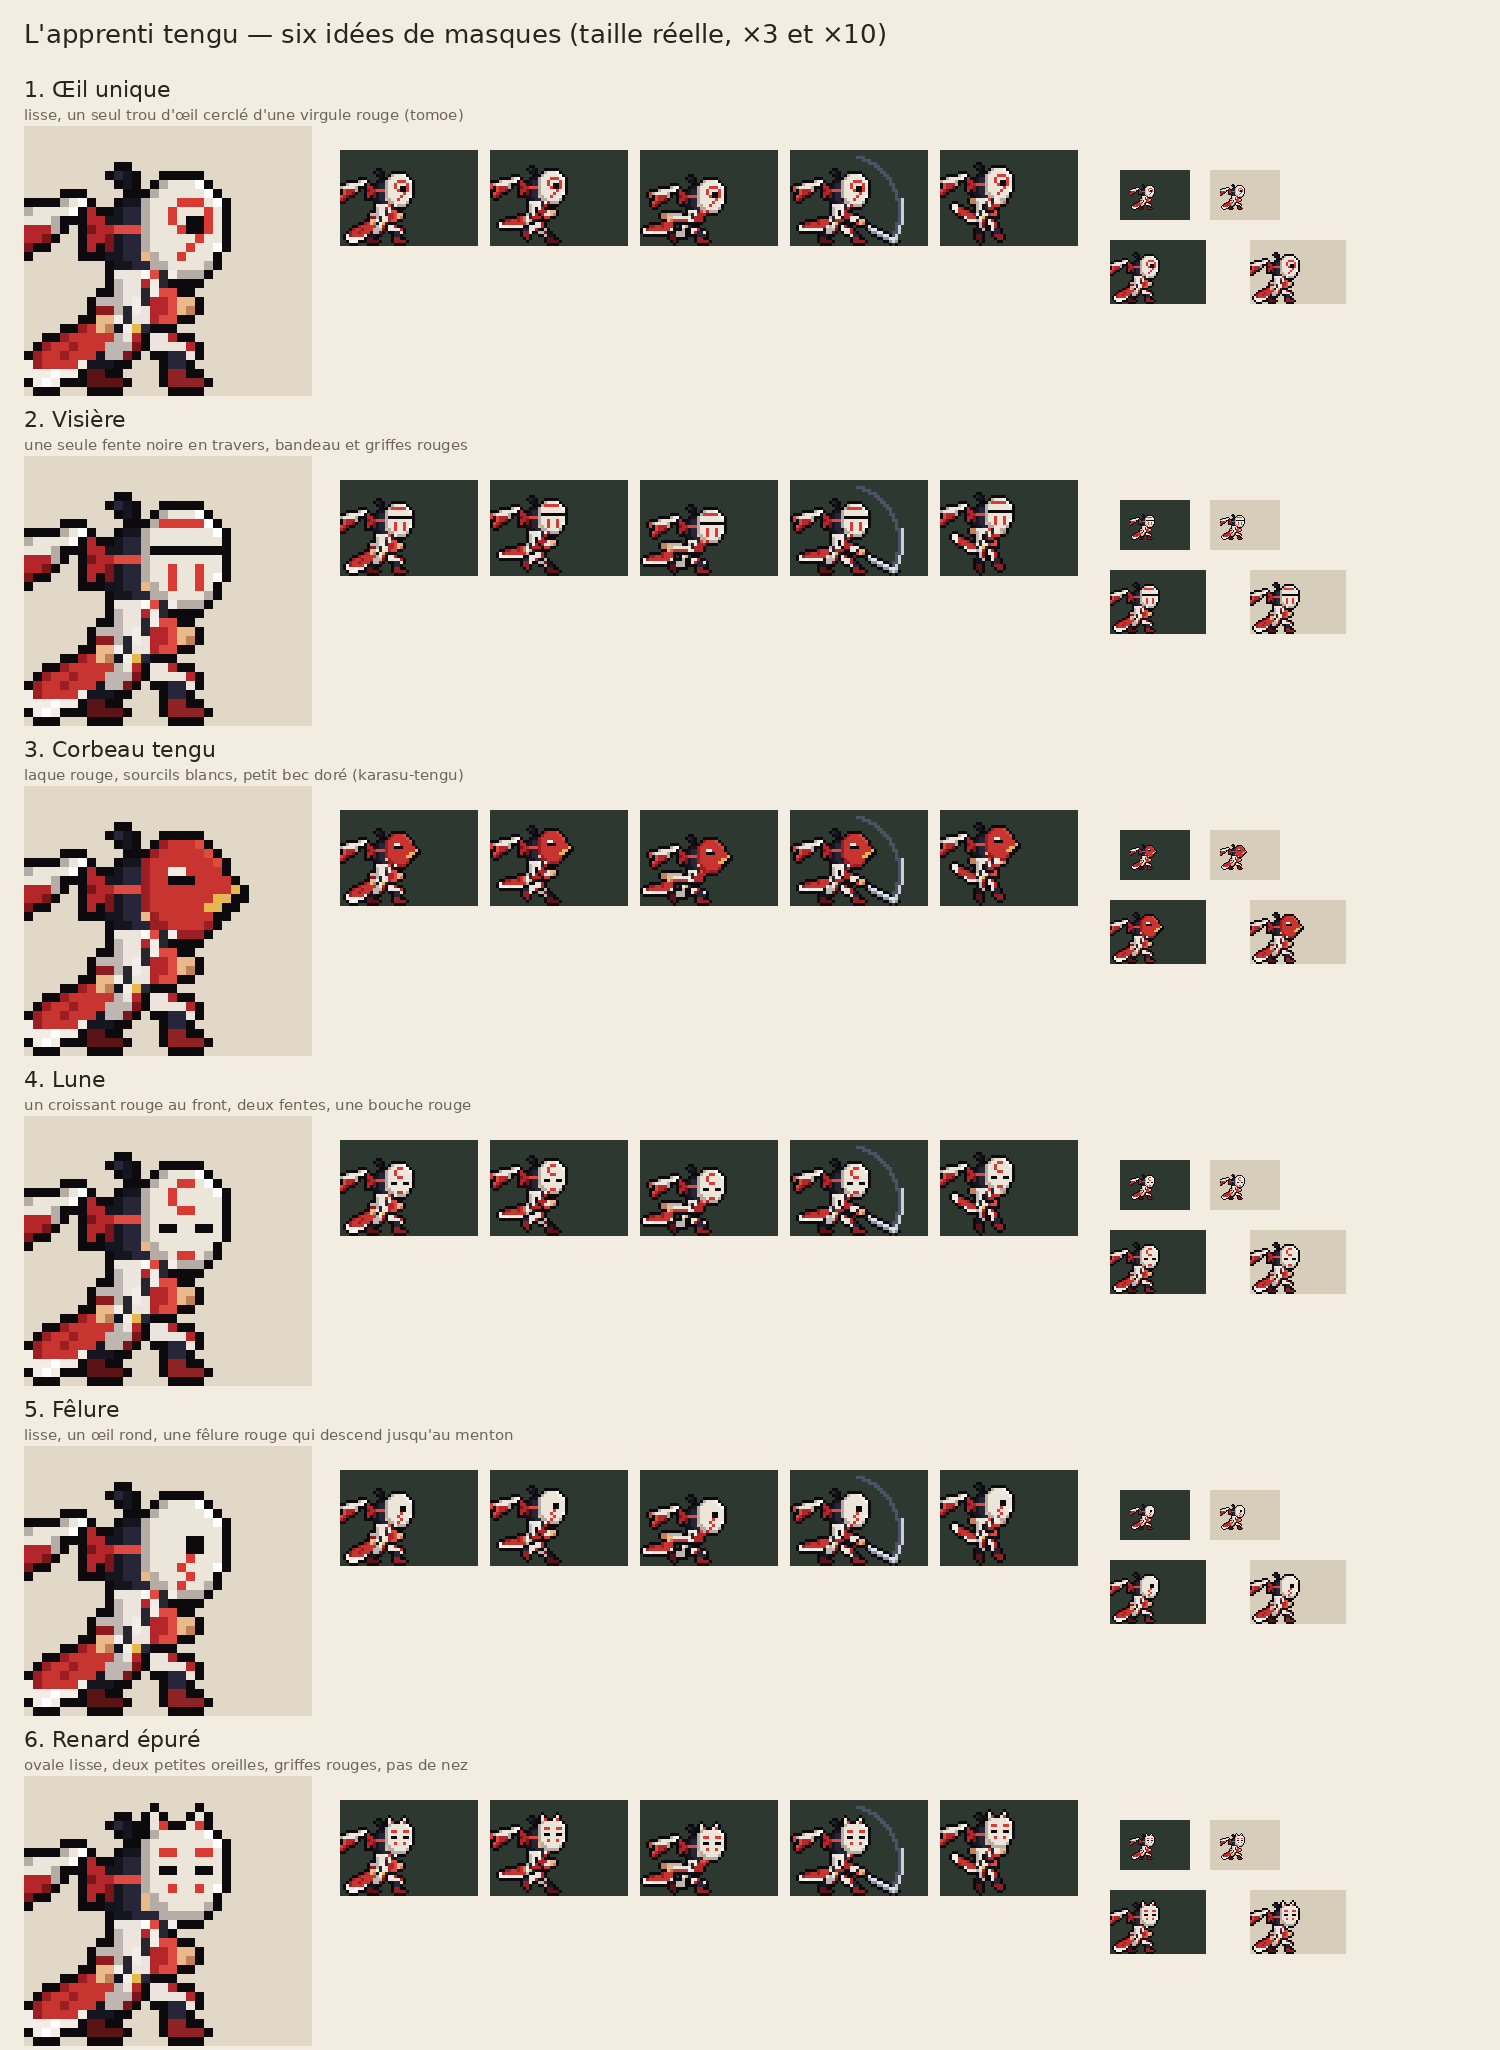 L'apprenti tengu — six idées de masques (taille réelle, ×3 et ×10)
1. Œil unique
lisse, un seul trou d'œil cerclé d'une virgule rouge (tomoe)
2. Visière
une seule fente noire en travers, bandeau et griffes rouges
3. Corbeau tengu
laque rouge, sourcils blancs, petit bec doré (karasu-tengu)
4. Lune
un croissant rouge au front, deux fentes, une bouche rouge
5. Fêlure
lisse, un œil rond, une fêlure rouge qui descend jusqu'au menton
6. Renard épuré
ovale lisse, deux petites oreilles, griffes rouges, pas de nez